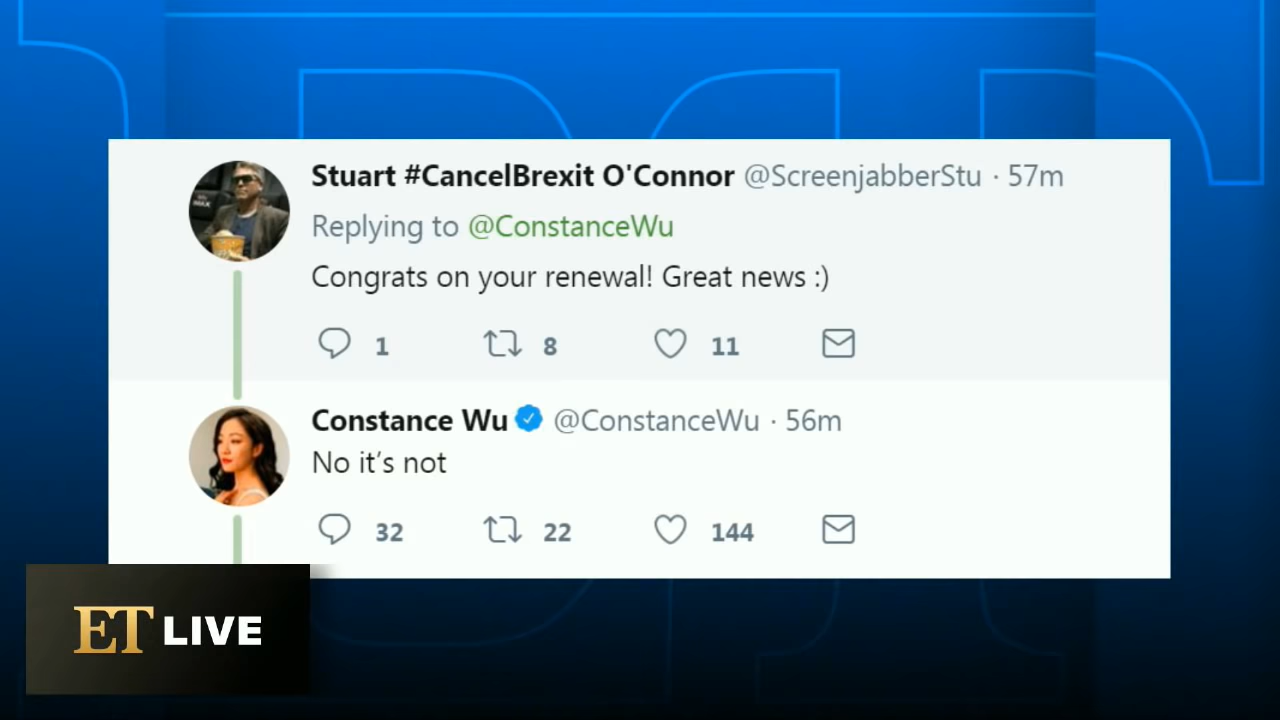 Stuart #CancelBrexit O'Connor @ScreenjabberStu · 57m
Replying to @ConstanceWu
Congrats on your renewal! Great news :)
1 8 11
Constance Wu @ConstanceWu · 56m
No it’s not
32 22 144
ET LIVE